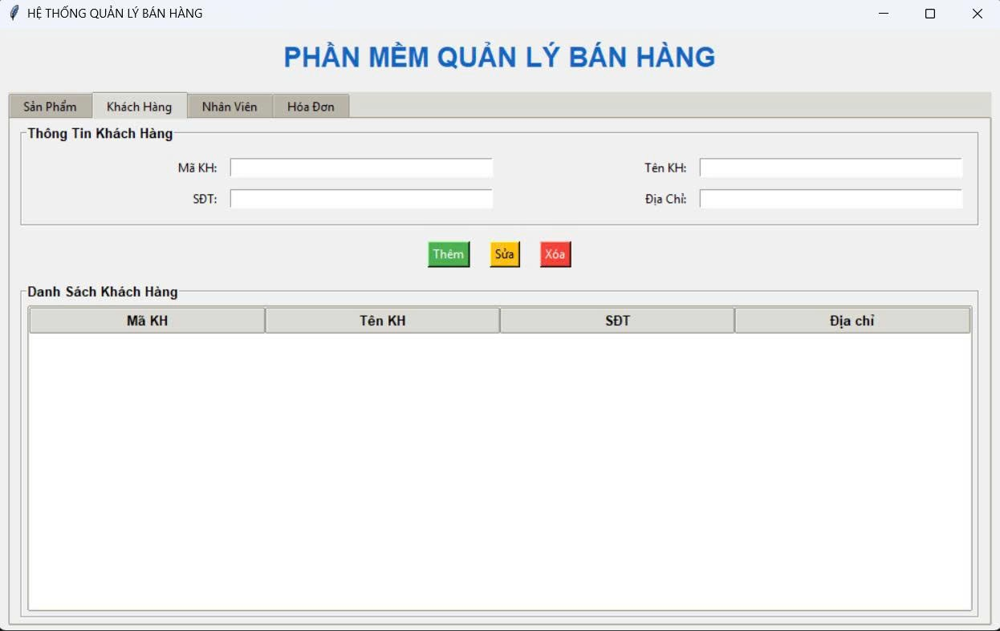 HỆ THỐNG QUẢN LÝ BÁN HÀNG
PHẦN MỀM QUẢN LÝ BÁN HÀNG
Sản Phẩm Khách Hàng Nhân Viên Hóa Đơn
Thông Tin Khách Hàng
Mã KH: Tên KH:
SĐT: Địa Chỉ:
Thêm Sửa Xóa
Danh Sách Khách Hàng
Mã KH Tên KH SĐT Địa chỉ